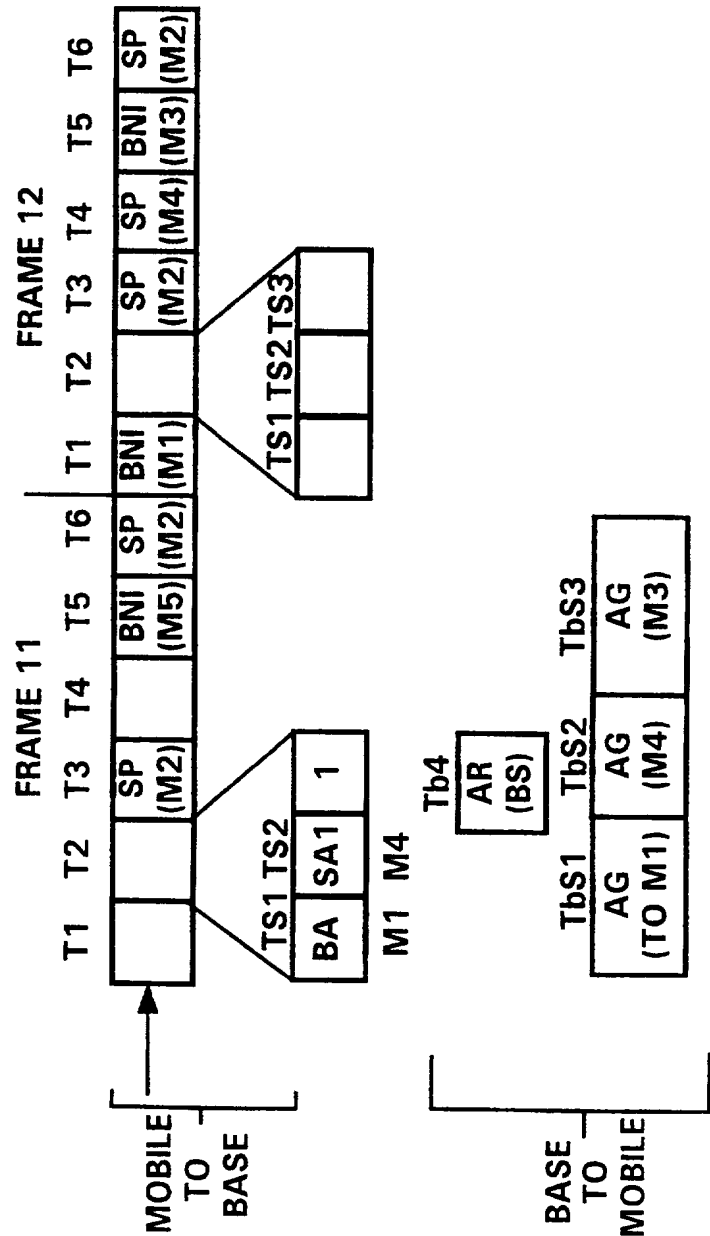 FRAME 11 FRAME 12
T1 T2 T3 T4 T5 T6 T1 T2 T3 T4 T5 T6
SP BNI SP BNI SP SP BNI SP
(M2) (M5) (M2) (M1) (M2) (M4) (M3) (M2)
MOBILE
TO
BASE
TS1 TS2
BA SA1 1
M1 M4
TS1 TS2 TS3
Tb4
AR
(BS)
TbS1 TbS2 TbS3
AG AG AG
(TO M1) (M4) (M3)
BASE
TO
MOBILE